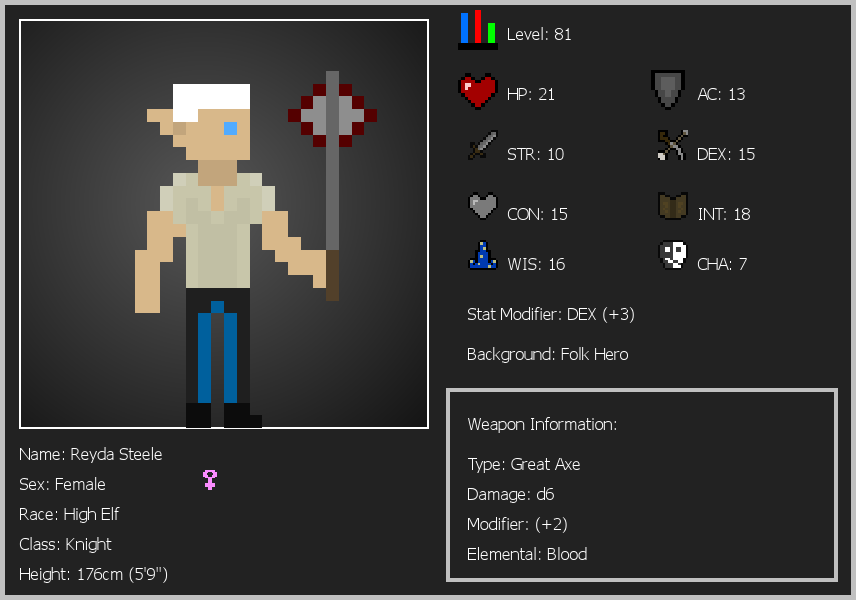 Level: 81
HP: 21
AC: 13
STR: 10
DEX: 15
CON: 15
INT: 18
WIS: 16
CHA: 7
Stat Modifier: DEX (+3)
Background: Folk Hero
Weapon Information:
Type: Great Axe
Damage: d6
Modifier: (+2)
Elemental: Blood
Name: Reyda Steele
Sex: Female
Race: High Elf
Class: Knight
Height: 176cm (5'9")